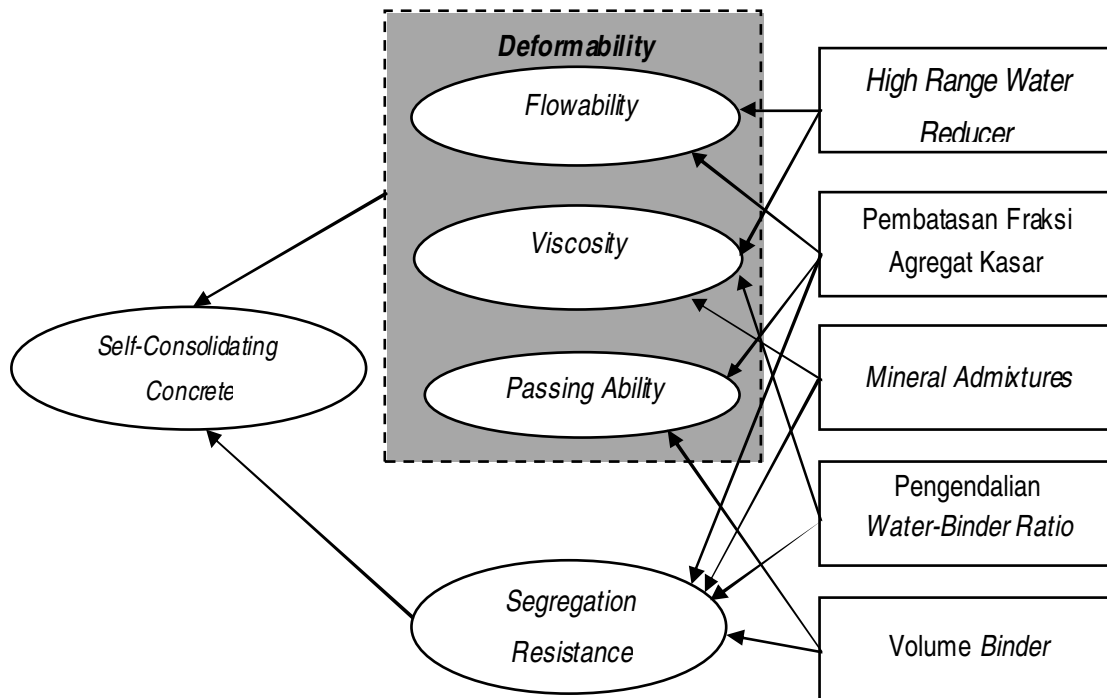 Deformability
Flowability
Viscosity
Passing Ability
Self-Consolidating
Concrete
Segregation
Resistance
High Range Water
Reducer
Pembatasan Fraksi
Agregat Kasar
Mineral Admixtures
Pengendalian
Water-Binder Ratio
Volume Binder